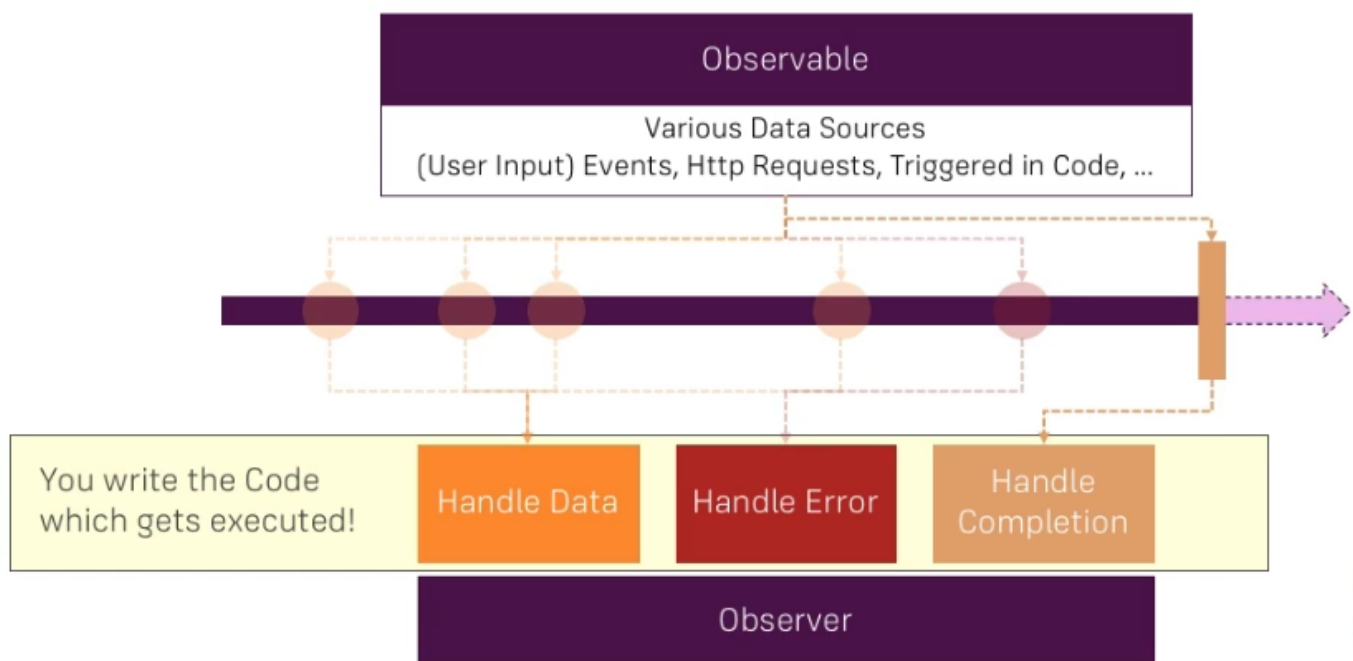 Observable
Various Data Sources
(User Input) Events, Http Requests, Triggered in Code, ...
You write the Code
which gets executed!
Handle Data
Handle Error
Handle
Completion
Observer